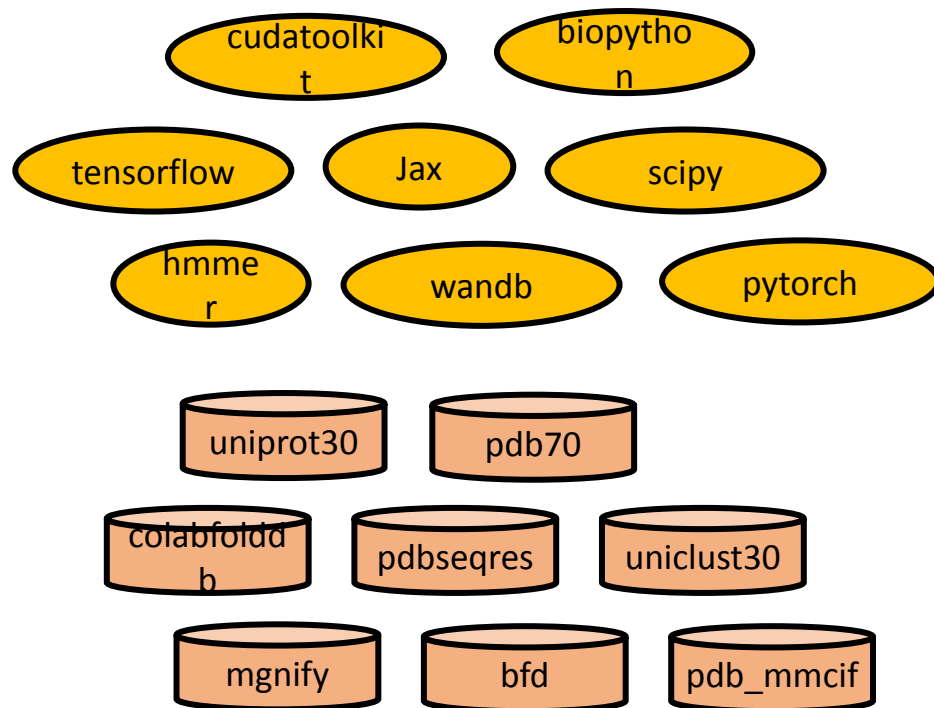 cudatoolki
t
biopytho
n
tensorflow
Jax
scipy
hmme
r
wandb
pytorch
uniprot30
pdb70
colabfoldd
b
pdbseqres
uniclust30
mgnify
bfd
pdb_mmcif